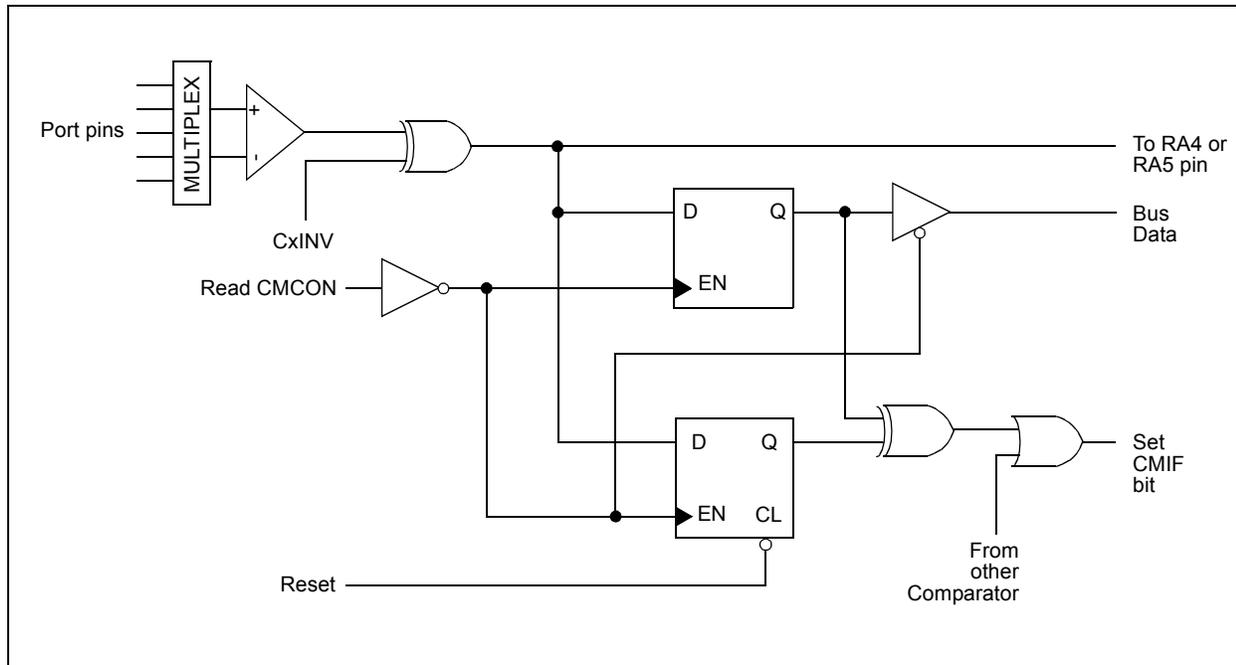 Port pins
MULTIPLEX
+
-
CxINV
To RA4 or
RA5 pin
D
Q
EN
Bus
Data
Read CMCON
D
Q
EN
CL
Set
CMIF
bit
From
other
Comparator
Reset